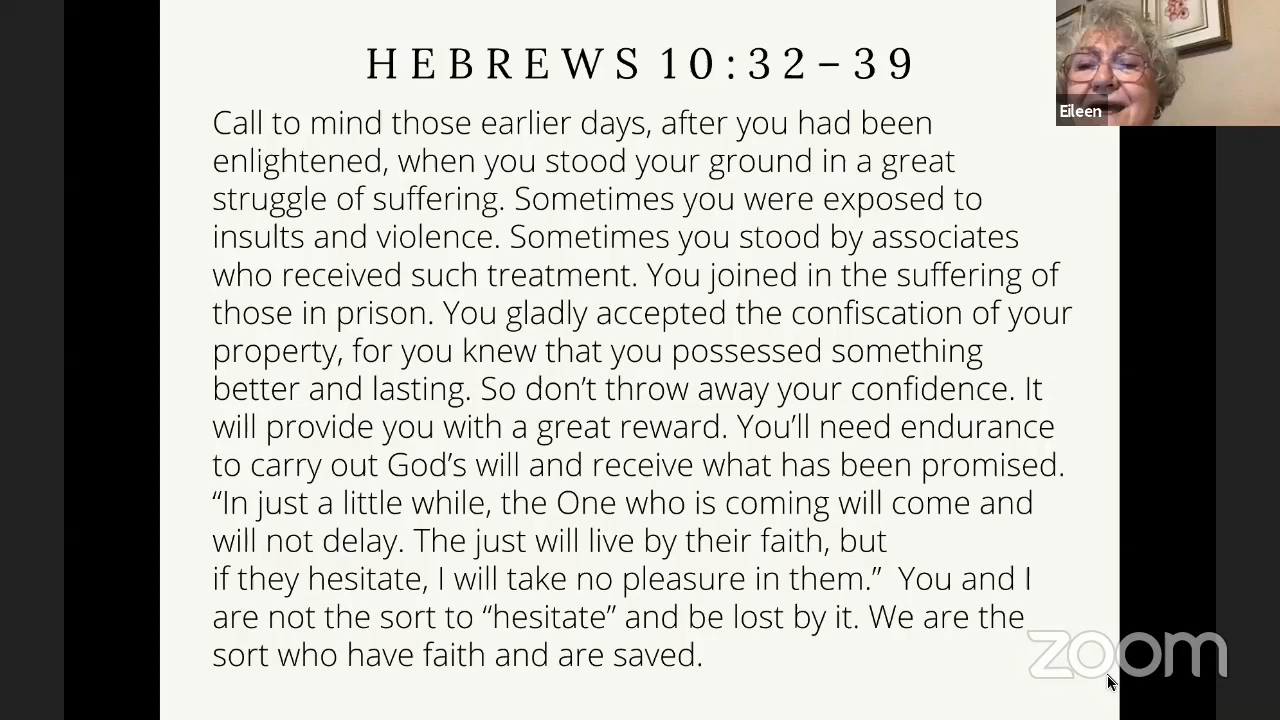 HEBREWS 10:32–39
Eileen
Call to mind those earlier days, after you had been
enlightened, when you stood your ground in a great
struggle of suffering. Sometimes you were exposed to
insults and violence. Sometimes you stood by associates
who received such treatment. You joined in the suffering of
those in prison. You gladly accepted the confiscation of your
property, for you knew that you possessed something
better and lasting. So don’t throw away your confidence. It
will provide you with a great reward. You’ll need endurance
to carry out God’s will and receive what has been promised.
“In just a little while, the One who is coming will come and
will not delay. The just will live by their faith, but
if they hesitate, I will take no pleasure in them.” You and I
are not the sort to “hesitate” and be lost by it. We are the
sort who have faith and are saved.
zoom